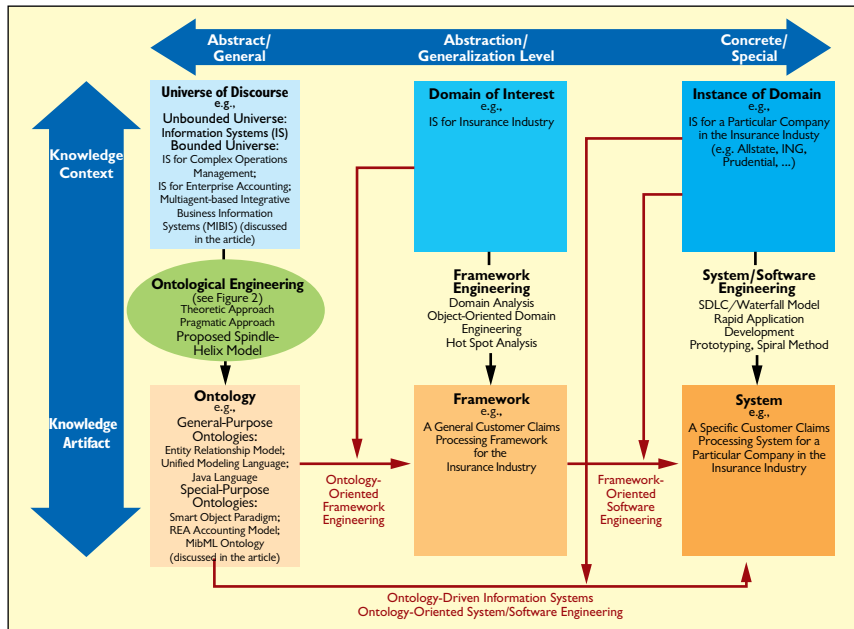 Abstract/
General
Abstraction/
Generalization Level
Concrete/
Special
Knowledge
Context
Knowledge
Artifact
Universe of Discourse
e.g.,
Unbounded Universe:
Information Systems (IS)
Bounded Universe:
IS for Complex Operations
Management;
IS for Enterprise Accounting;
Multiagent-based Integrative
Business Information
Systems (MIBIS) (discussed
in the article)
Domain of Interest
e.g.,
IS for Insurance Industry
Instance of Domain
e.g.,
IS for a Particular Company
in the Insurance Industy
(e.g. Allstate, ING,
Prudential, ...)
Ontological Engineering
(see Figure 2)
Theoretic Approach
Pragmatic Approach
Proposed Spindle-
Helix Model
Framework
Engineering
Domain Analysis
Object-Oriented Domain
Engineering
Hot Spot Analysis
System/Software
Engineering
SDLC/Waterfall Model
Rapid Application
Development
Prototyping, Spiral Method
Ontology
e.g.,
General-Purpose
Ontologies:
Entity Relationship Model;
Unified Modeling Language;
Java Language
Special-Purpose
Ontologies:
Smart Object Paradigm;
REA Accounting Model;
MibML Ontology
(discussed in the article)
Ontology-
Oriented
Framework
Engineering
Framework
e.g.,
A General Customer Claims
Processing Framework
for the
Insurance Industry
Framework-
Oriented
Software
Engineering
System
e.g.,
A Specific Customer Claims
Processing System for a
Particular Company in the
Insurance Industry
Ontology-Driven Information Systems
Ontology-Oriented System/Software Engineering